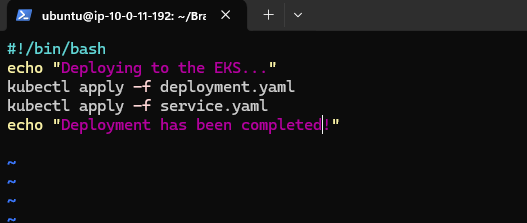 ubuntu@ip-10-0-11-192: ~/Bra
#!/bin/bash
echo "Deploying to the EKS..."
kubectl apply -f deployment.yaml
kubectl apply -f service.yaml
echo "Deployment has been completed!"
~
~
~
~